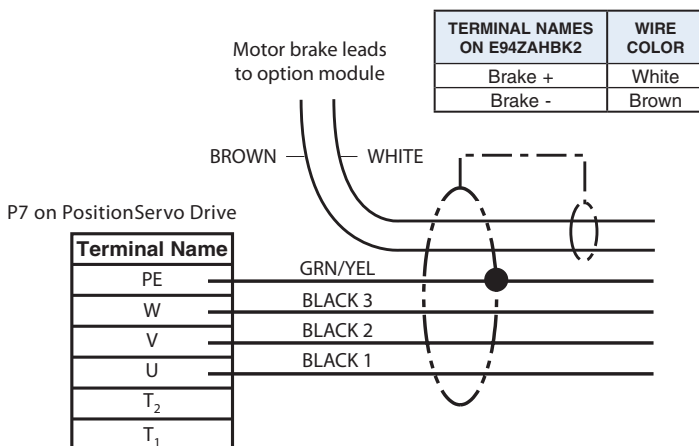 TERMINAL NAMES
ON E94ZAHBK2
WIRE
COLOR
Brake +
White
Brake -
Brown
Motor brake leads
to option module
BROWN
WHITE
P7 on PositionServo Drive
Terminal Name
PE
GRN/YEL
W
BLACK 3
V
BLACK 2
U
BLACK 1
T2
T1